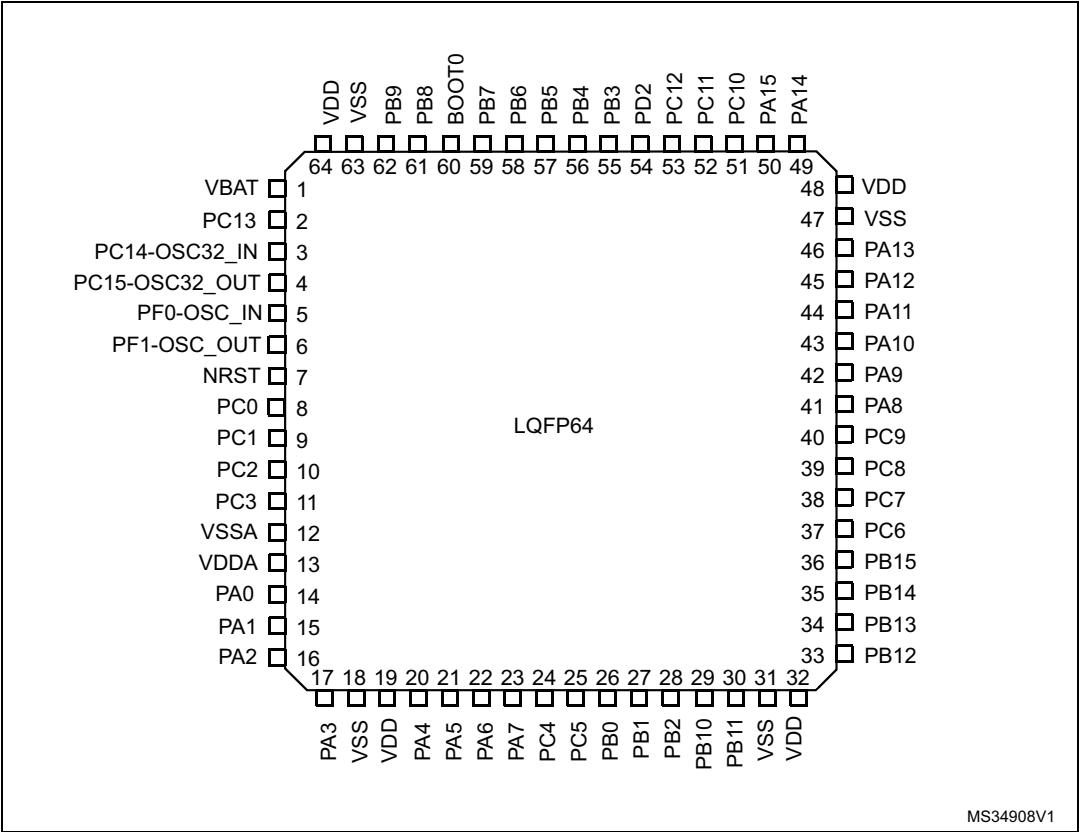 VDD VSS PB9 PB8 BOOT0 PB7 PB6 PB5 PB4 PB3 PD2 PC12 PC11 PC10 PA15 PA14
64 63 62 61 60 59 58 57 56 55 54 53 52 51 50 49
VBAT 1 48 VDD
PC13 2 47 VSS
PC14-OSC32_IN 3 46 PA13
PC15-OSC32_OUT 4 45 PA12
PF0-OSC_IN 5 44 PA11
PF1-OSC_OUT 6 43 PA10
NRST 7 42 PA9
PC0 8 41 PA8
LQFP64
PC1 9 40 PC9
PC2 10 39 PC8
PC3 11 38 PC7
VSSA 12 37 PC6
VDDA 13 36 PB15
PA0 14 35 PB14
PA1 15 34 PB13
PA2 16 33 PB12
17 18 19 20 21 22 23 24 25 26 27 28 29 30 31 32
PA3 VSS VDD PA4 PA5 PA6 PA7 PC4 PC5 PB0 PB1 PB2 PB10 PB11 VSS VDD
MS34908V1